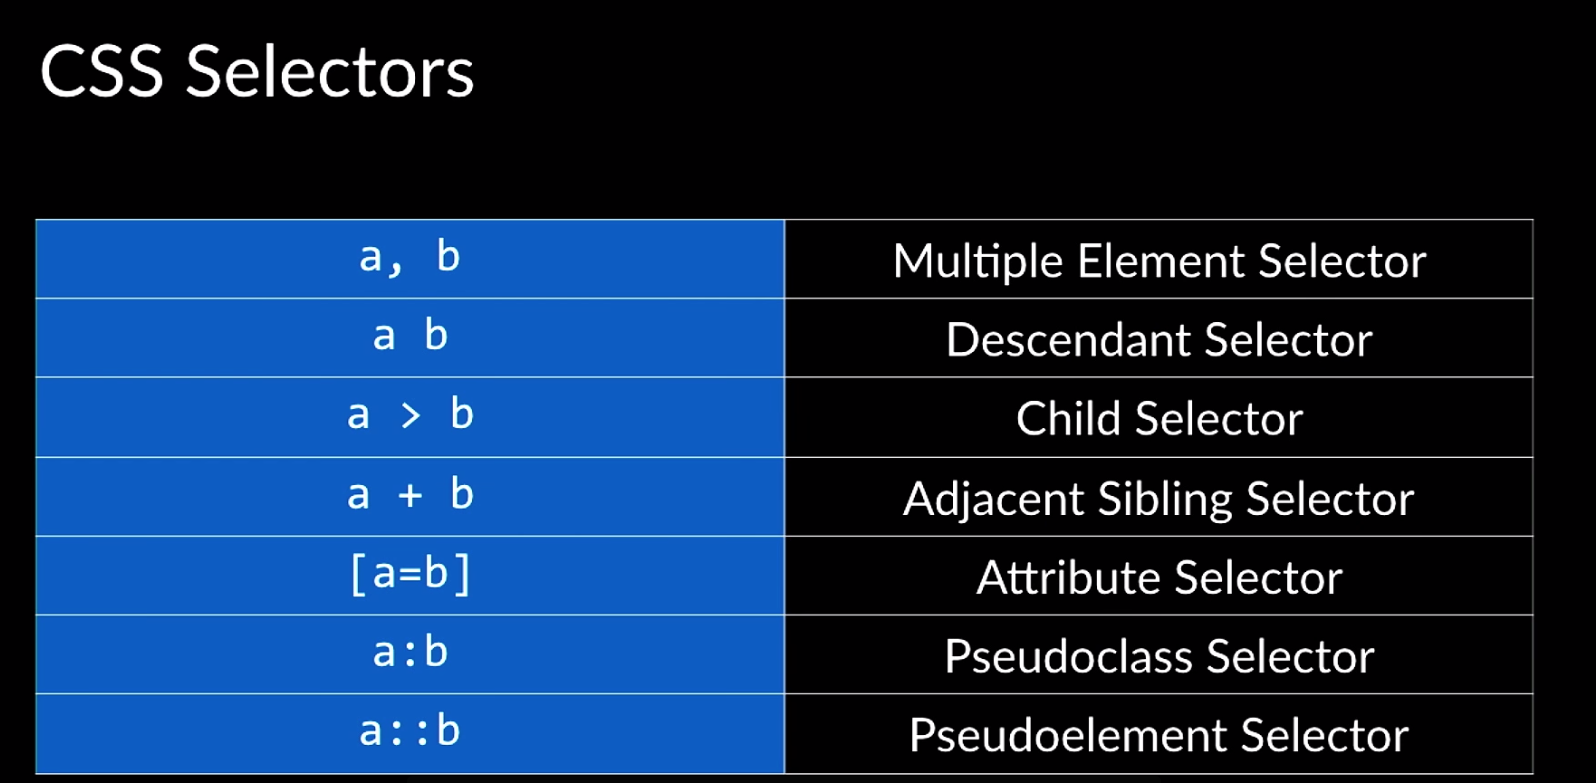 CSS Selectors
a, b Multiple Element Selector
a b Descendant Selector
a > b Child Selector
a + b Adjacent Sibling Selector
[a=b] Attribute Selector
a:b Pseudoclass Selector
a::b Pseudoelement Selector